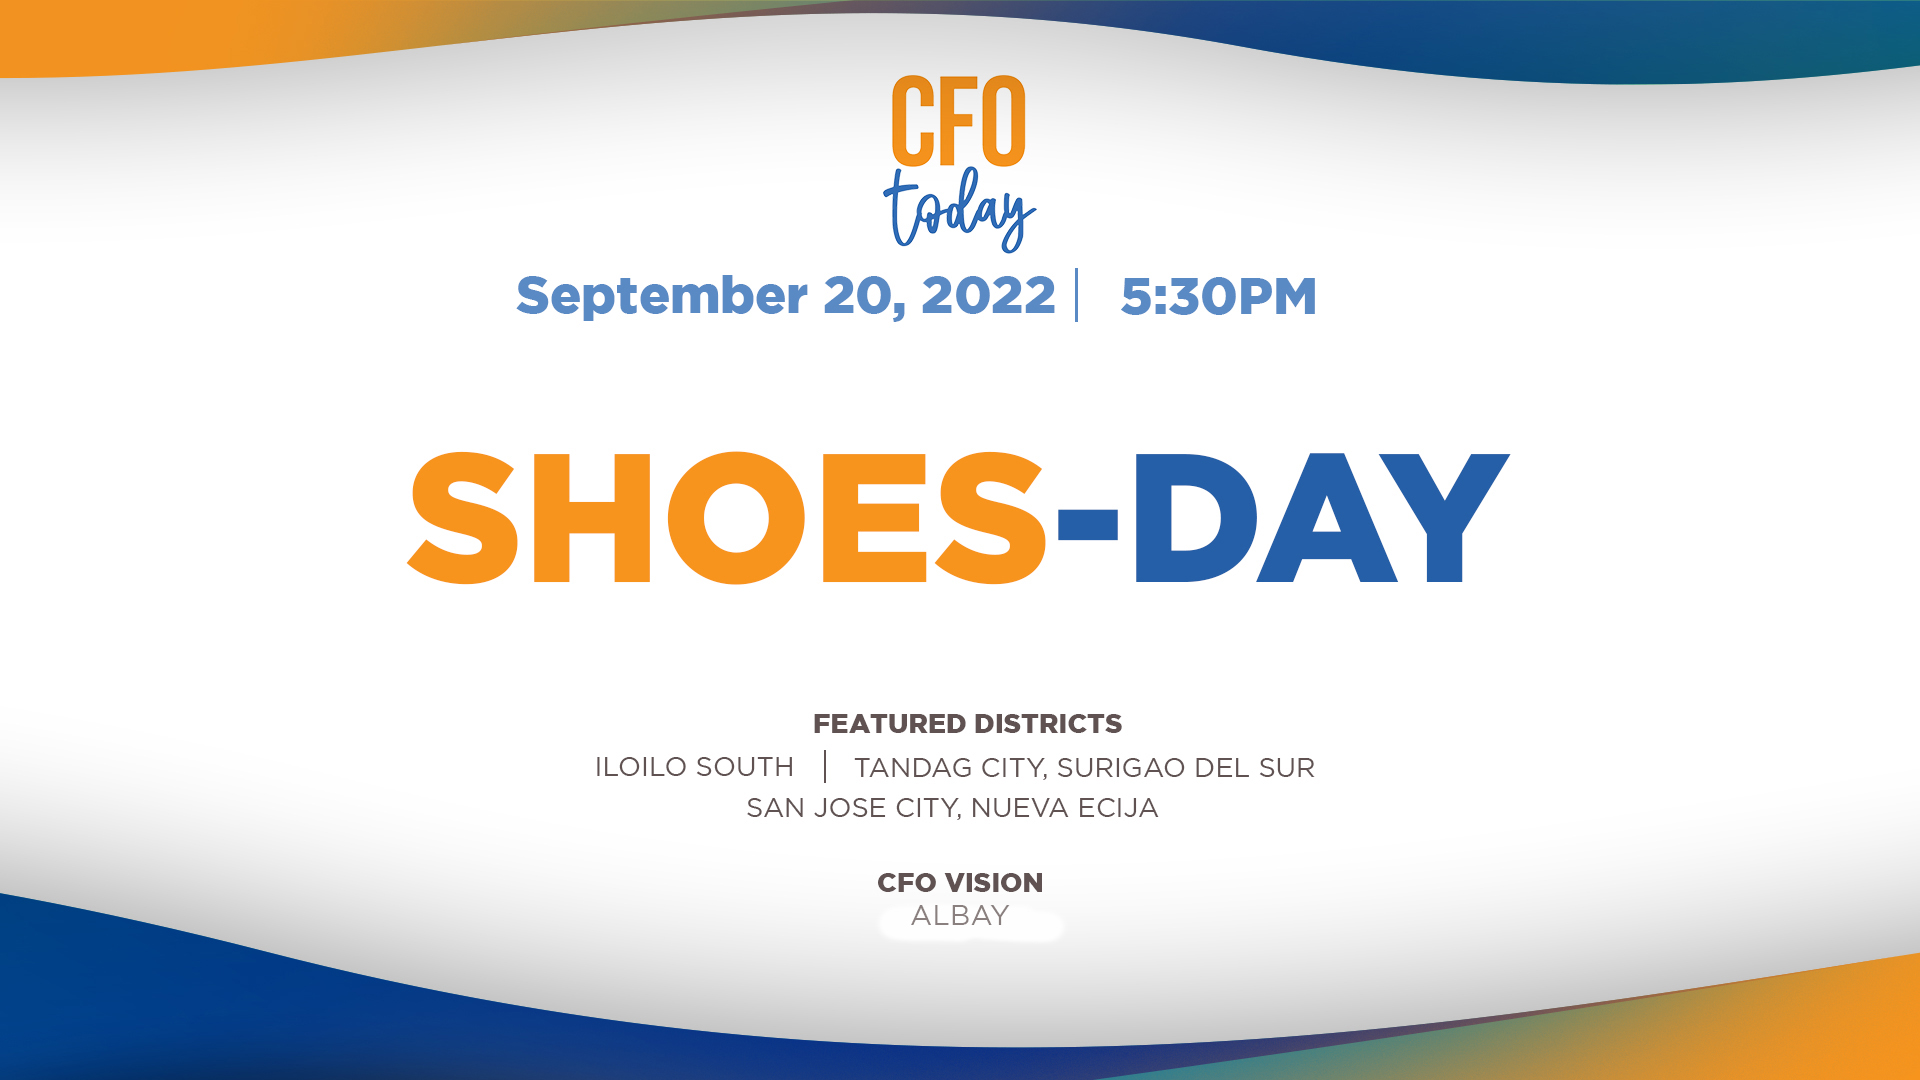 CFO
today
September 20, 2022 | 5:30PM
SHOES-DAY
FEATURED DISTRICTS
ILOILO SOUTH | TANDAG CITY, SURIGAO DEL SUR
SAN JOSE CITY, NUEVA ECIJA
CFO VISION
ALBAY